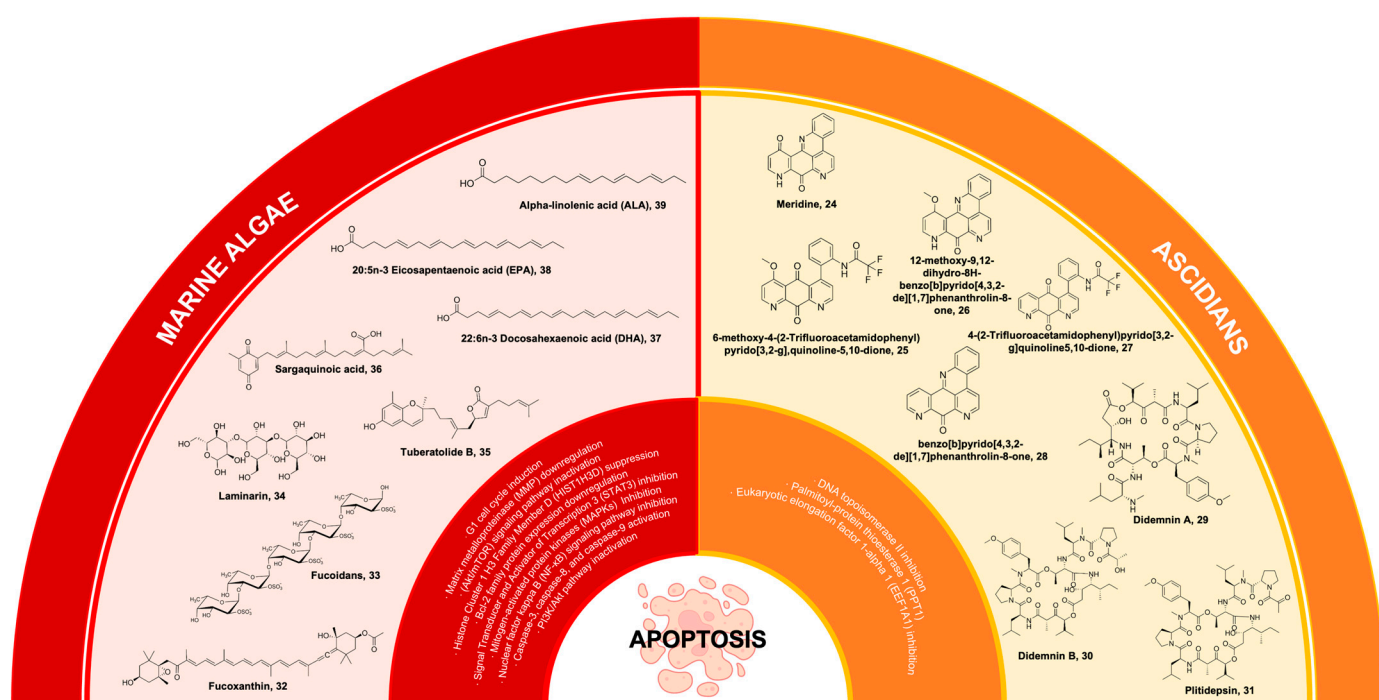 MARINE ALGAE
Alpha-linolenic acid (ALA), 39
20:5n-3 Eicosapentaenoic acid (EPA), 38
22:6n-3 Docosahexaenoic acid (DHA), 37
Sargaquinoic acid, 36
Tuberatolide B, 35
Laminarin, 34
Fucoidans, 33
Fucoxanthin, 32
· G1 cell cycle induction
· Matrix metaloproteinase (MMP) downregulation
(Akt/mTOR) signaling pathway inactivation
· Histone Cluster 1 H3 Family Member D (HIST1H3D) suppression
· Bcl-2 family protein expression downregulation
· Signal Transducer and Activator of Transcription 3 (STAT3) inhibition
· Mitogen-activated protein kinases (MAPKs) Inhibition
· Nuclear factor kappa (NF-κB) signaling pathway inhibition
Caspase-3, caspase-8, and caspase-9 activation
· PI3K/Akt pathway inactivation
APOPTOSIS
ASCIDIANS
Meridine, 24
12-methoxy-9,12-
dihydro-8H-
benzo[b]pyrido[4,3,2-
de][1,7]phenanthrolin-8-
one, 26
6-methoxy-4-(2-Trifluoroacetamidophenyl)
pyrido[3,2-g],quinoline-5,10-dione, 25
4-(2-Trifluoroacetamidophenyl)pyrido[3,2-
g]quinoline5,10-dione, 27
benzo[b]pyrido[4,3,2-
de][1,7]phenanthrolin-8-one, 28
Didemnin A, 29
Didemnin B, 30
Plitidepsin, 31
· DNA topoisomerase II inhibition
· Palmitoyl-protein thioesterase 1 (PPT1)
· Eukaryotic elongation factor 1-alpha 1 (EEF1A1) inhibition